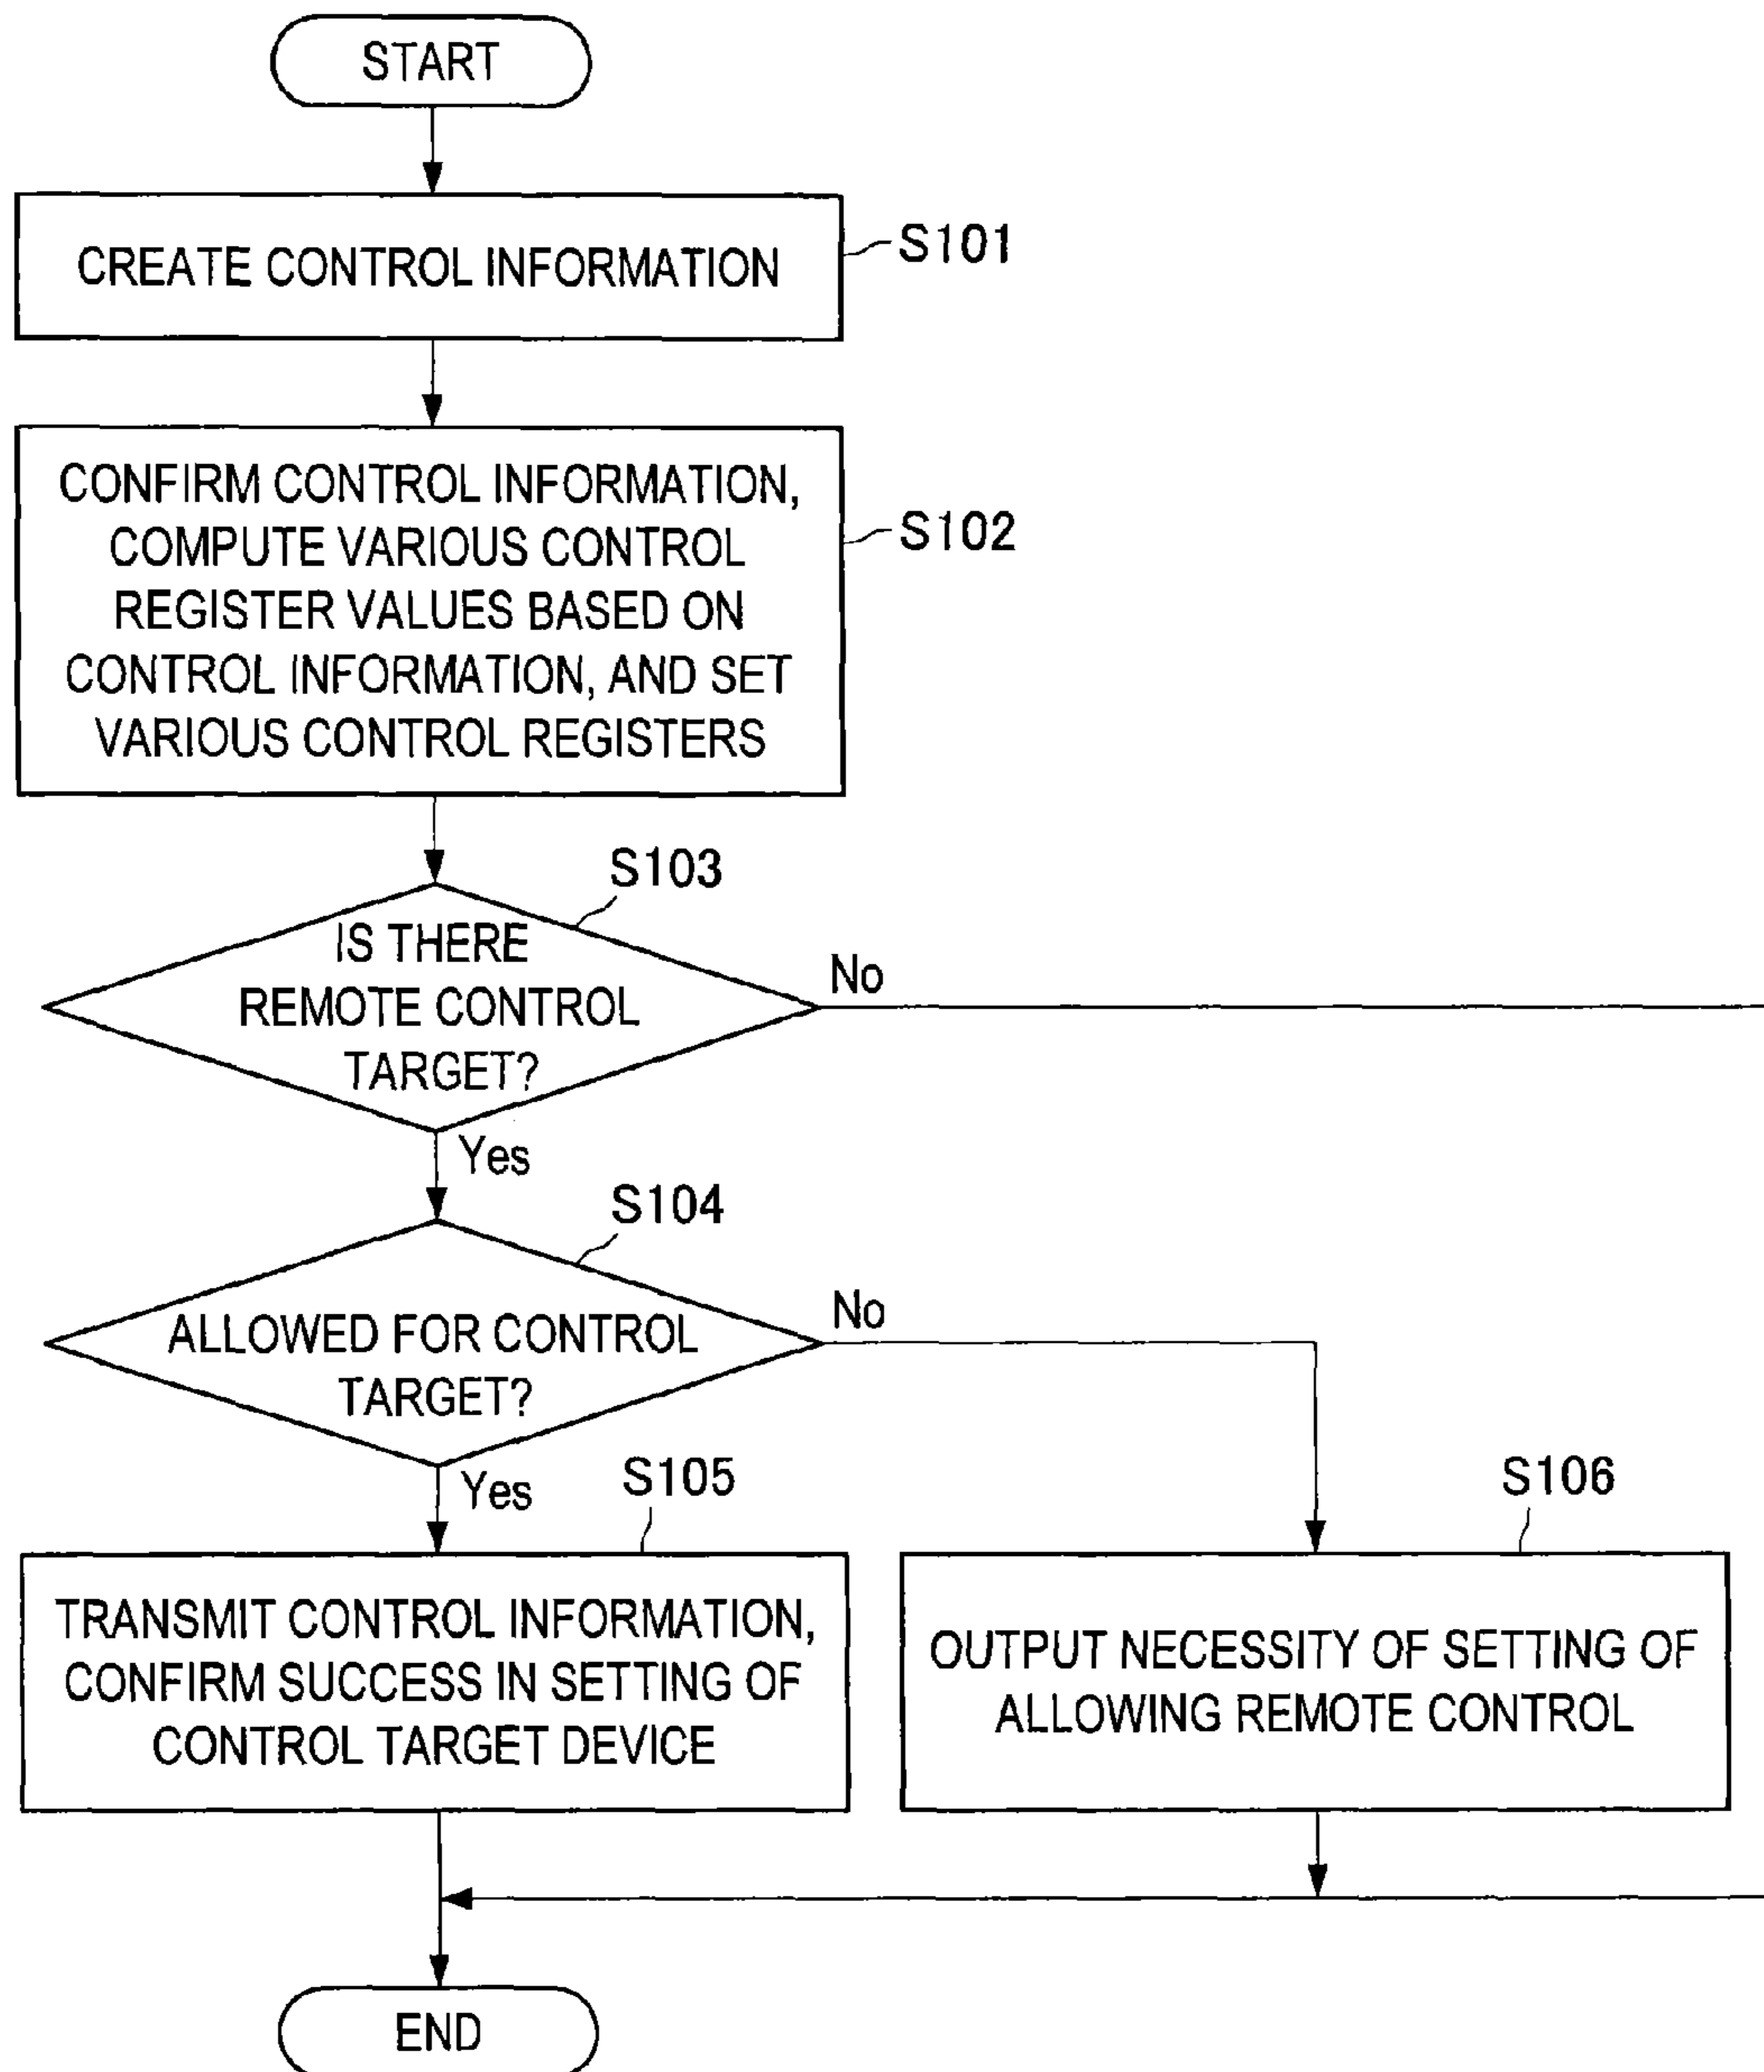 START
CREATE CONTROL INFORMATION
S101
CONFIRM CONTROL INFORMATION,
COMPUTE VARIOUS CONTROL
REGISTER VALUES BASED ON
CONTROL INFORMATION, AND SET
VARIOUS CONTROL REGISTERS
S102
S103
IS THERE
REMOTE CONTROL
TARGET?
No
Yes
S104
ALLOWED FOR CONTROL
TARGET?
No
Yes
S105
TRANSMIT CONTROL INFORMATION,
CONFIRM SUCCESS IN SETTING OF
CONTROL TARGET DEVICE
S106
OUTPUT NECESSITY OF SETTING OF
ALLOWING REMOTE CONTROL
END